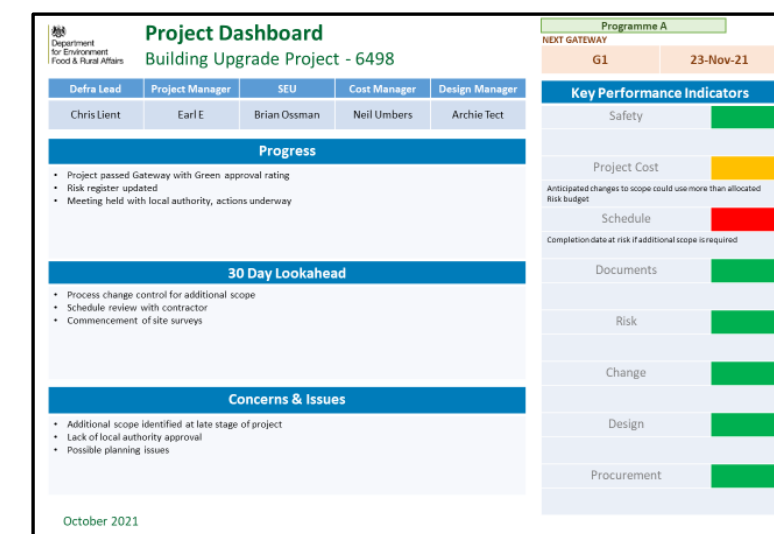 Department
for Environment
Food & Rural Affairs
Project Dashboard
Building Upgrade Project - 6498
Programme A
NEXT GATEWAY
G1 23-Nov-21
Defra Lead Project Manager SEU Cost Manager Design Manager
Chris Lient Earl E Brian Ossman Neil Umbers Archie Tect
Progress
• Project passed Gateway with Green approval rating
• Risk register updated
• Meeting held with local authority, actions underway
30 Day Lookahead
• Process change control for additional scope
• Schedule review with contractor
• Commencement of site surveys
Concerns & Issues
• Additional scope identified at late stage of project
• Lack of local authority approval
• Possible planning issues
October 2021
Key Performance Indicators
Safety
Project Cost
Anticipated changes to scope could use more than allocated
Risk budget
Schedule
Completion date at risk if additional scope is required
Documents
Risk
Change
Design
Procurement